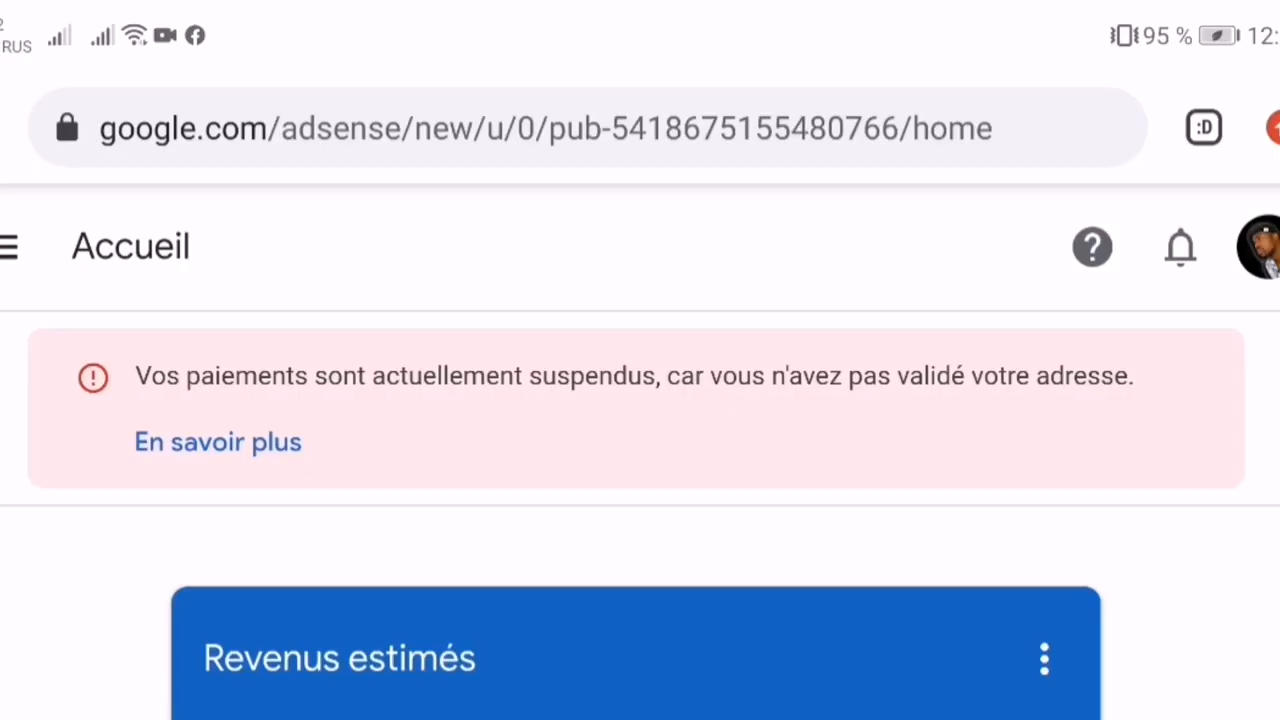 2
RUS
95 %
12:
google.com/adsense/new/u/0/pub-5418675155480766/home
:D
Accueil
Vos paiements sont actuellement suspendus, car vous n'avez pas validé votre adresse.
En savoir plus
Revenus estimés